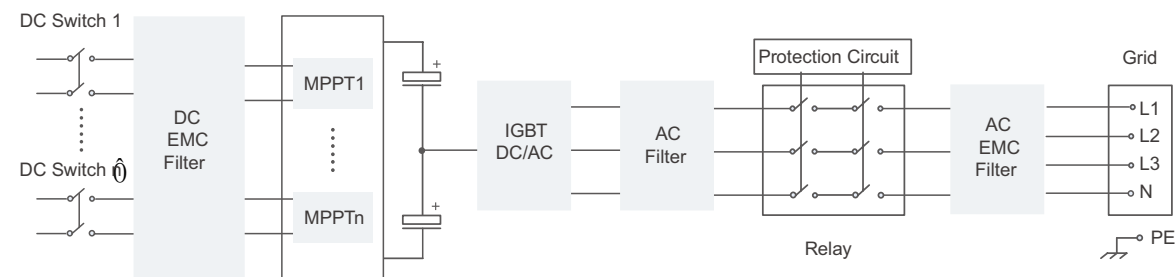 DC Switch 1
DC
EMC
Filter
MPPT1
MPPTn
DC Switch
+
+
IGBT
DC/AC
AC
Filter
Protection Circuit
Relay
AC
EMC
Filter
Grid
L1
L2
L3
N
PE